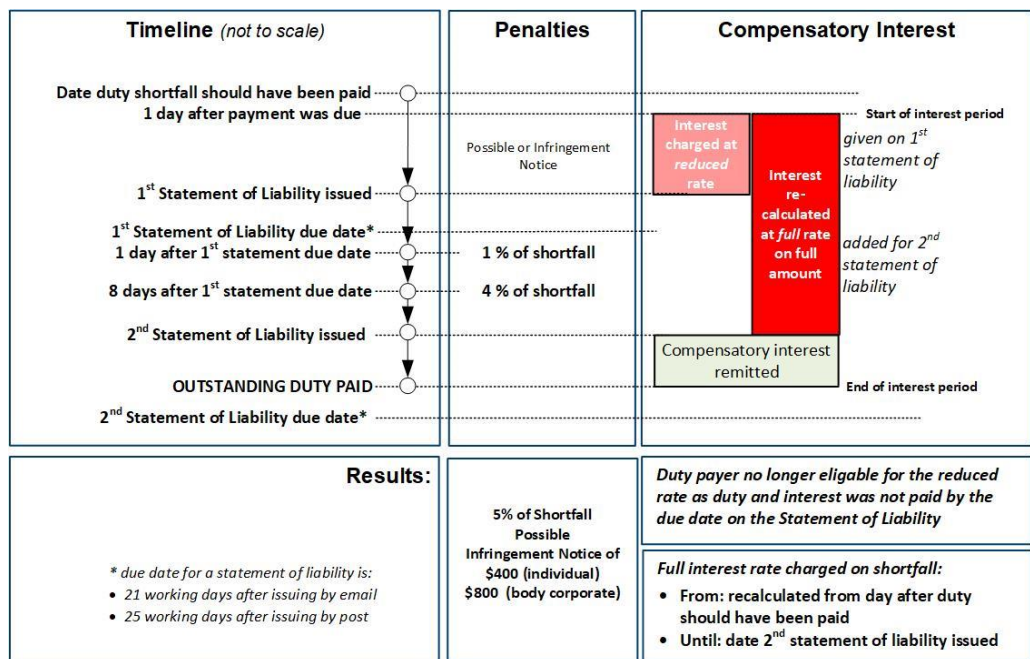 Timeline (not to scale)
Date duty shortfall should have been paid
1 day after payment was due
1st Statement of Liability issued
1st Statement of Liability due date*
1 day after 1st statement due date
8 days after 1st statement due date
2nd Statement of Liability issued
OUTSTANDING DUTY PAID
2nd Statement of Liability due date*
Penalties
Possible or Infringement
Notice
1 % of shortfall
4 % of shortfall
Compensatory Interest
Start of interest period
Interest
charged at
reduced
rate
Interest
re-
calculated
at full rate
on full
amount
given on 1st
statement of
liability
added for 2nd
statement of
liability
Compensatory interest
remitted
End of interest period
Results:
* due date for a statement of liability is:
• 21 working days after issuing by email
• 25 working days after issuing by post
5% of Shortfall
Possible
Infringement Notice of
$400 (individual)
$800 (body corporate)
Duty payer no longer eligible for the reduced
rate as duty and interest was not paid by the
due date on the Statement of Liability
Full interest rate charged on shortfall:
• From: recalculated from day after duty
should have been paid
• Until: date 2nd statement of liability issued